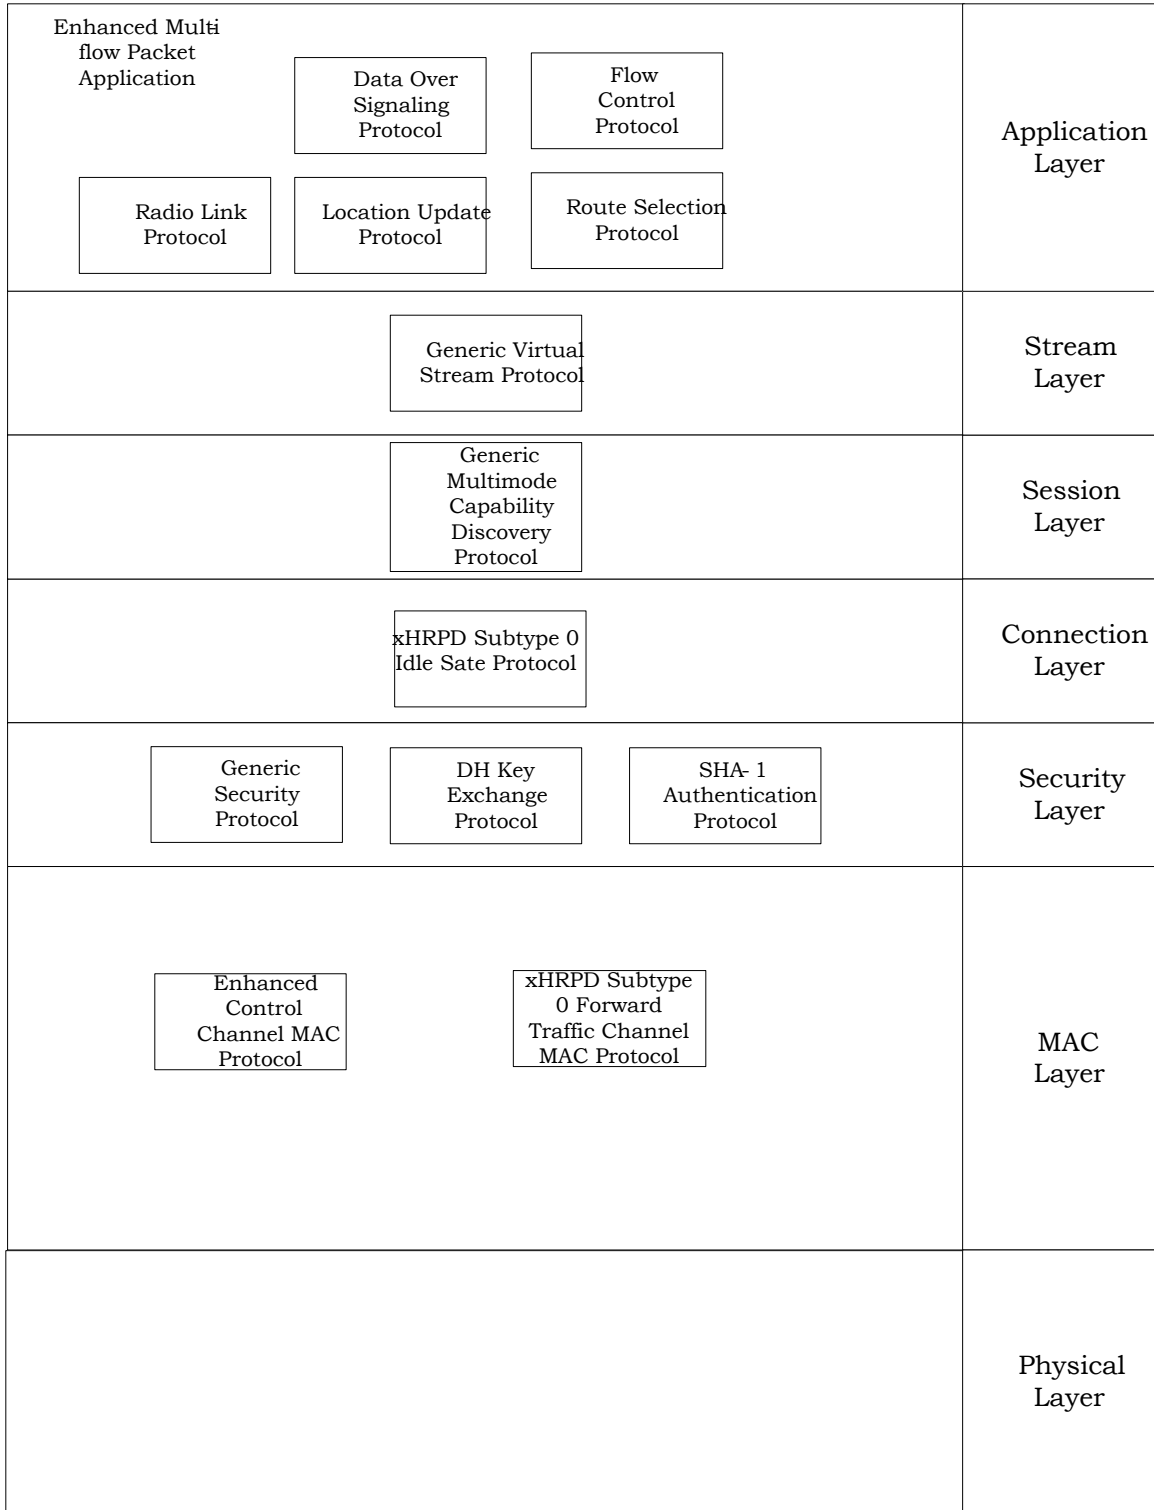 Enhanced Multi-
flow Packet
Application
Data Over
Signaling
Protocol
Flow
Control
Protocol
Radio Link
Protocol
Location Update
Protocol
Route Selection
Protocol
Application
Layer
Generic Virtual
Stream Protocol
Stream
Layer
Generic
Multimode
Capability
Discovery
Protocol
Session
Layer
xHRPD Subtype 0
Idle Sate Protocol
Connection
Layer
Generic
Security
Protocol
DH Key
Exchange
Protocol
SHA- 1
Authentication
Protocol
Security
Layer
Enhanced
Control
Channel MAC
Protocol
xHRPD Subtype
0 Forward
Traffic Channel
MAC Protocol
MAC
Layer
Physical
Layer